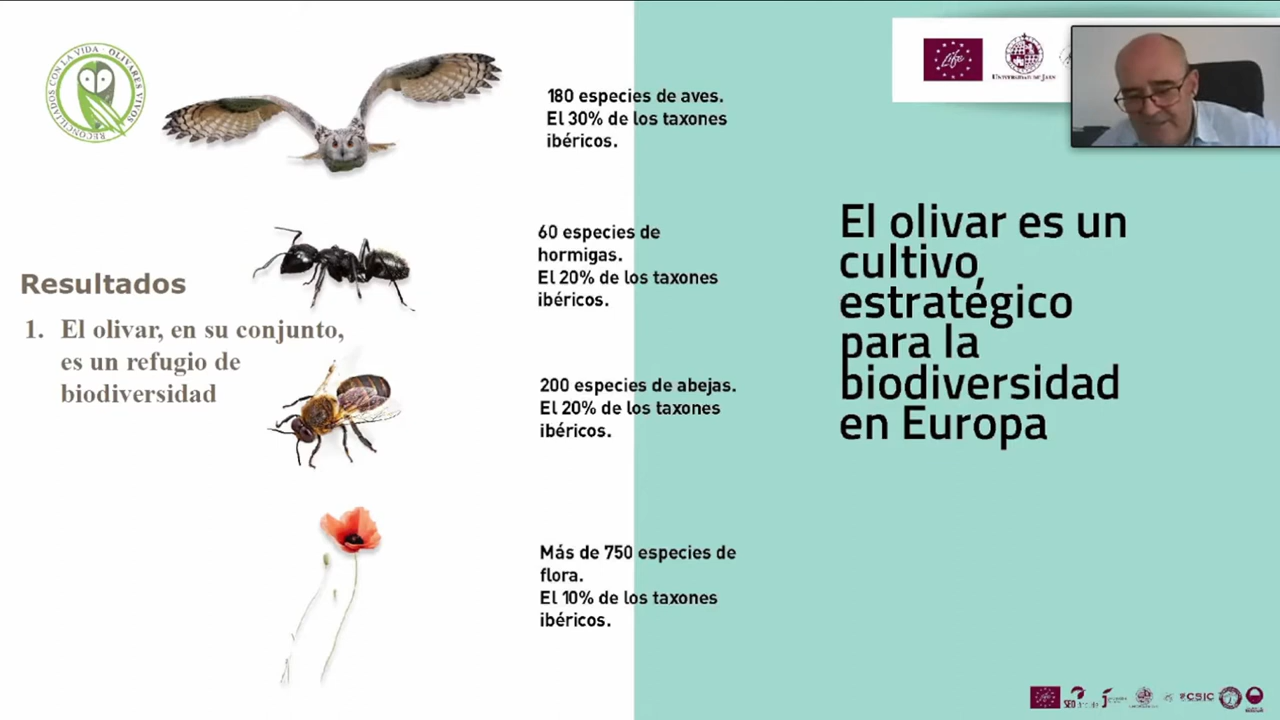 RECONCILIADOS CON LA VIDA · OLIVARES VIVOS
180 especies de aves.
El 30% de los taxones
ibéricos.
60 especies de
hormigas.
El 20% de los taxones
ibéricos.
Resultados
1. El olivar, en su conjunto,
es un refugio de
biodiversidad
200 especies de abejas.
El 20% de los taxones
ibéricos.
Más de 750 especies de
flora.
El 10% de los taxones
ibéricos.
Life
UNIVERSIDAD DE JAÉN
El olivar es un
cultivo
estratégico
para la
biodiversidad
en Europa
SEO
CSIC